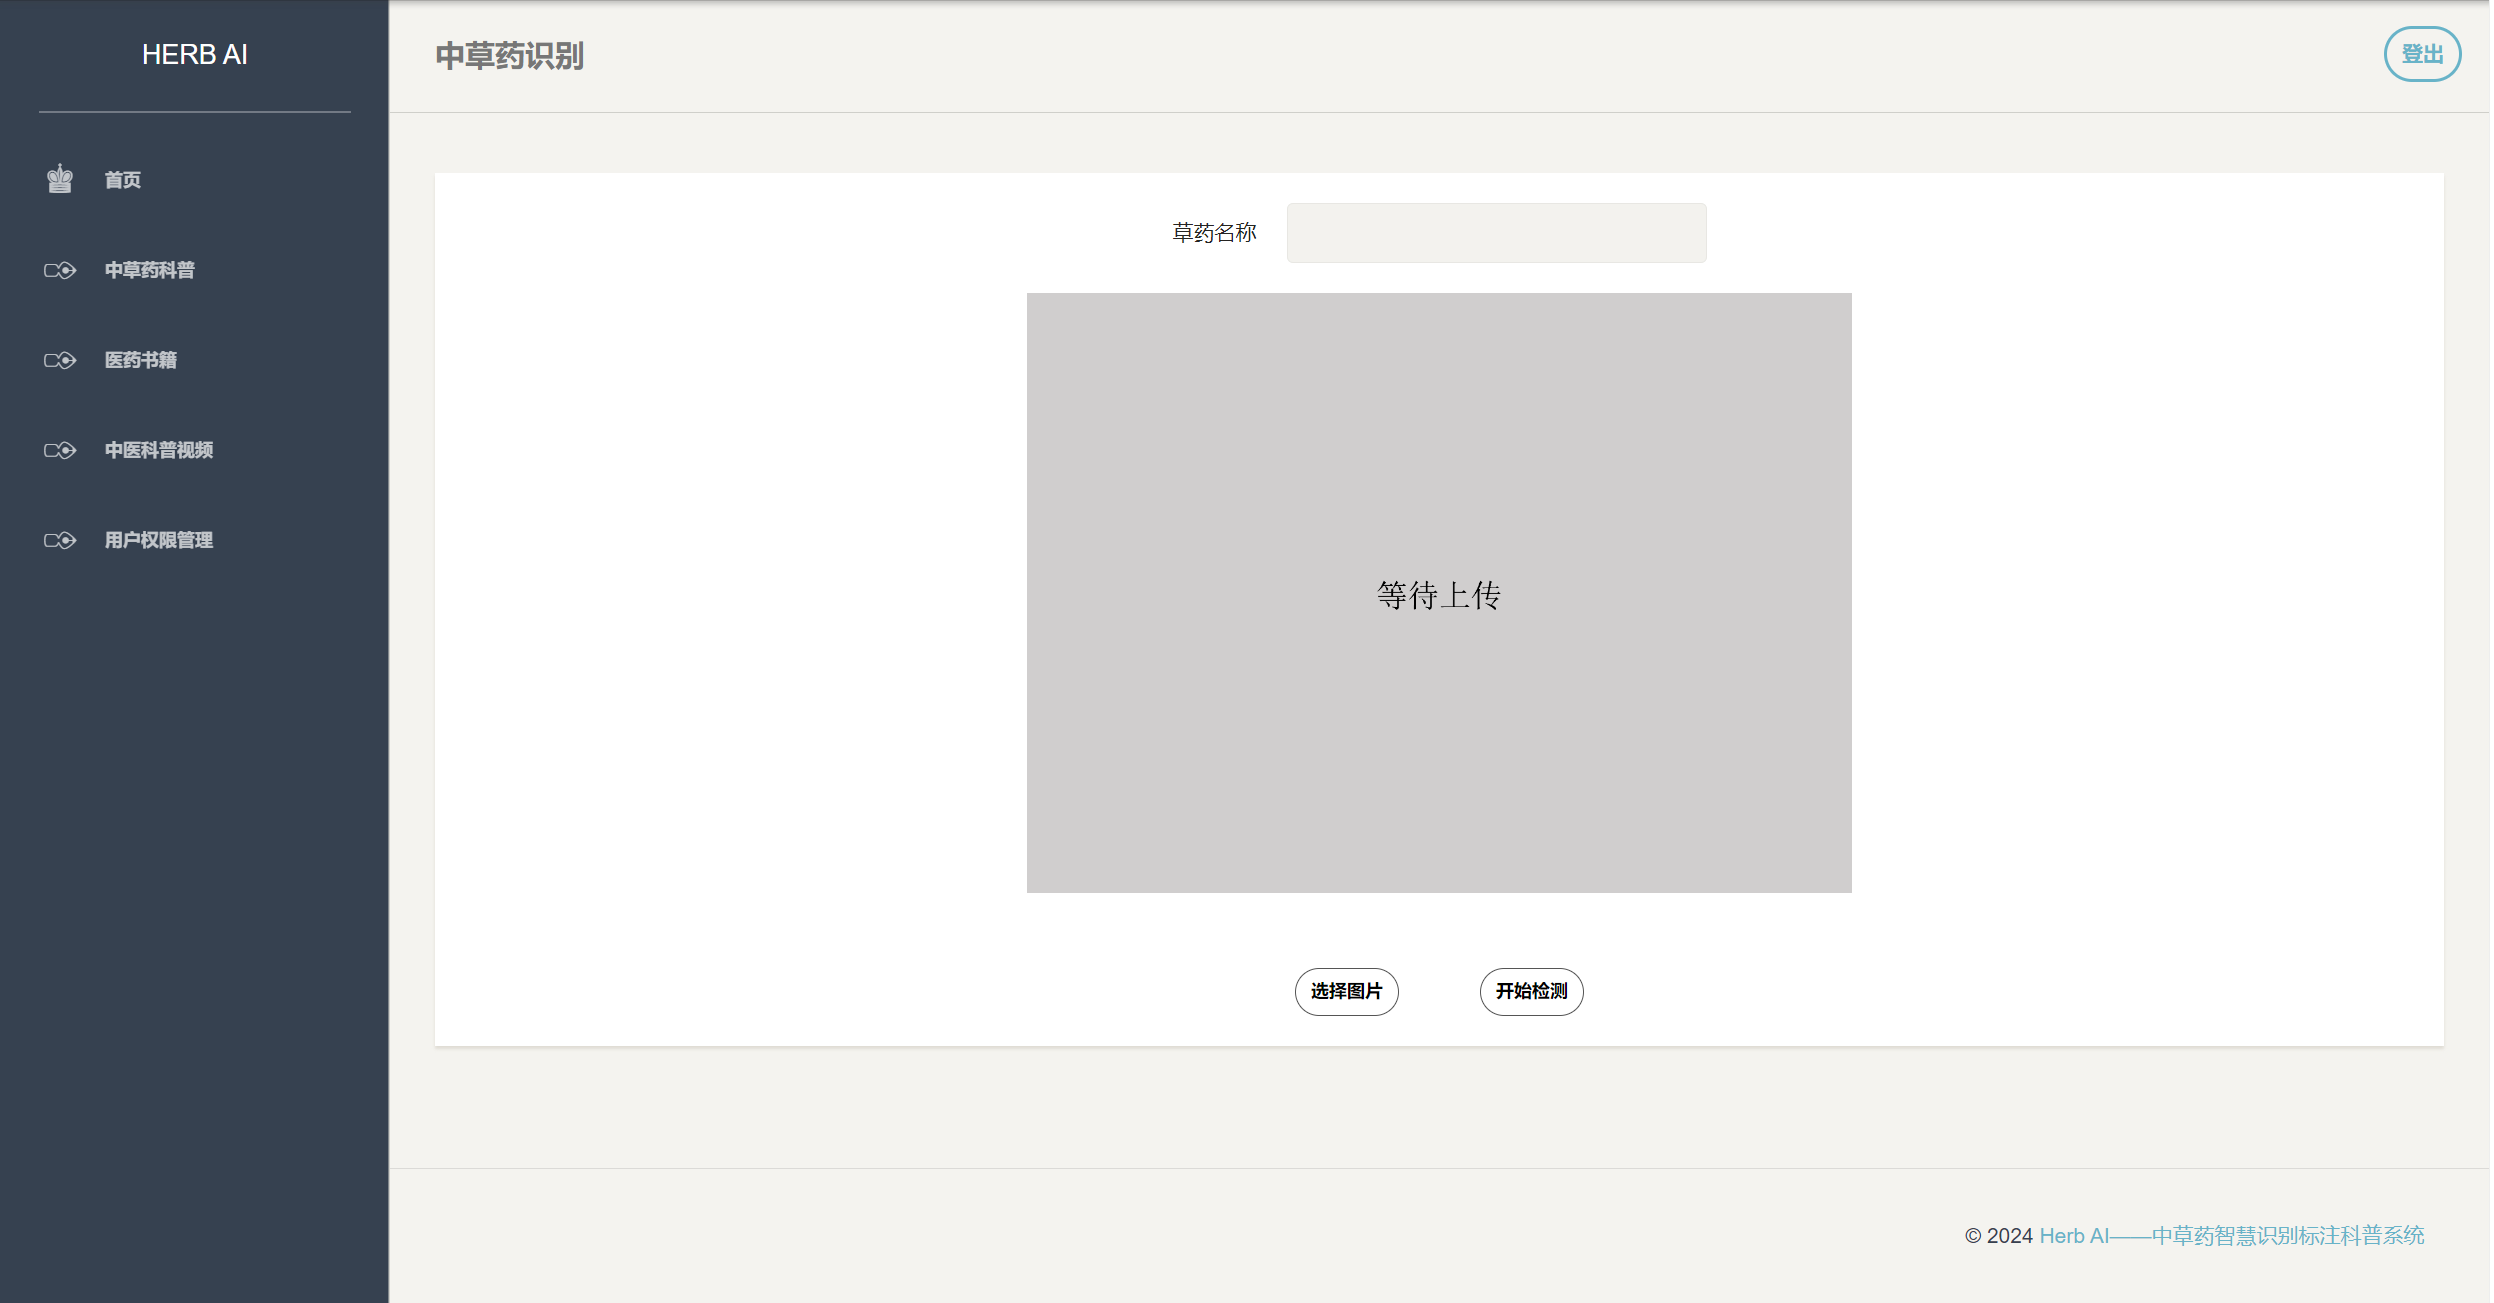 HERB AI
首页
中草药科普
医药书籍
中医科普视频
用户权限管理
中草药识别
登出
草药名称
等待上传
选择图片
开始检测
© 2024 Herb AI——中草药智慧识别标注科普系统